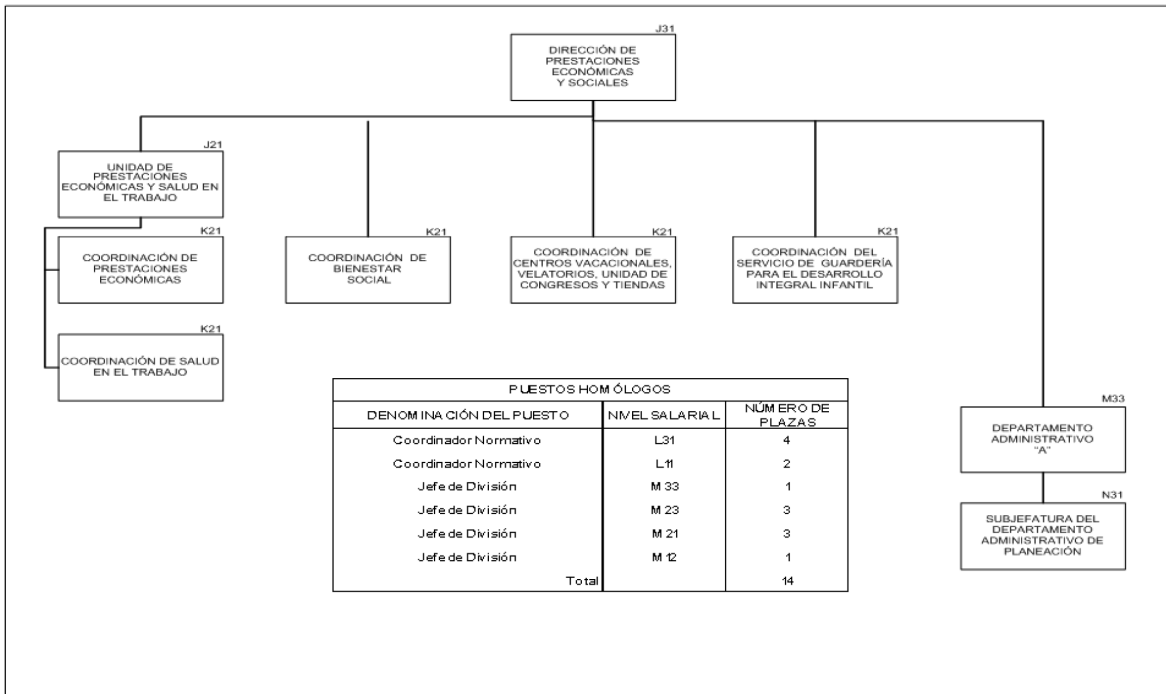 J31
DIRECCIÓN DE
PRESTACIONES
ECONÓMICAS
Y SOCIALES
J21
UNIDAD DE
PRESTACIONES
ECONÓMICAS Y SALUD EN
EL TRABAJO
K21
COORDINACIÓN DE
PRESTACIONES
ECONÓMICAS
K21
COORDINACIÓN DE SALUD
EN EL TRABAJO
K21
COORDINACIÓN DE
BIENESTAR
SOCIAL
K21
COORDINACIÓN DE
CENTROS VACACIONALES,
VELATORIOS, UNIDAD DE
CONGRESOS Y TIENDAS
K21
COORDINACIÓN DEL
SERVICIO DE GUARDERÍA
PARA EL DESARROLLO
INTEGRAL INFANTIL
M33
DEPARTAMENTO
ADMINISTRATIVO
"A"
N31
SUBJEFATURA DEL
DEPARTAMENTO
ADMINISTRATIVO DE
PLANEACIÓN
PUESTOS HOMÓLOGOS
DENOMINACIÓN DEL PUESTO NIVEL SALARIAL NÚMERO DE PLAZAS
Coordinador Normativo L31 4
Coordinador Normativo L11 2
Jefe de División M33 1
Jefe de División M23 3
Jefe de División M21 3
Jefe de División M12 1
Total 14